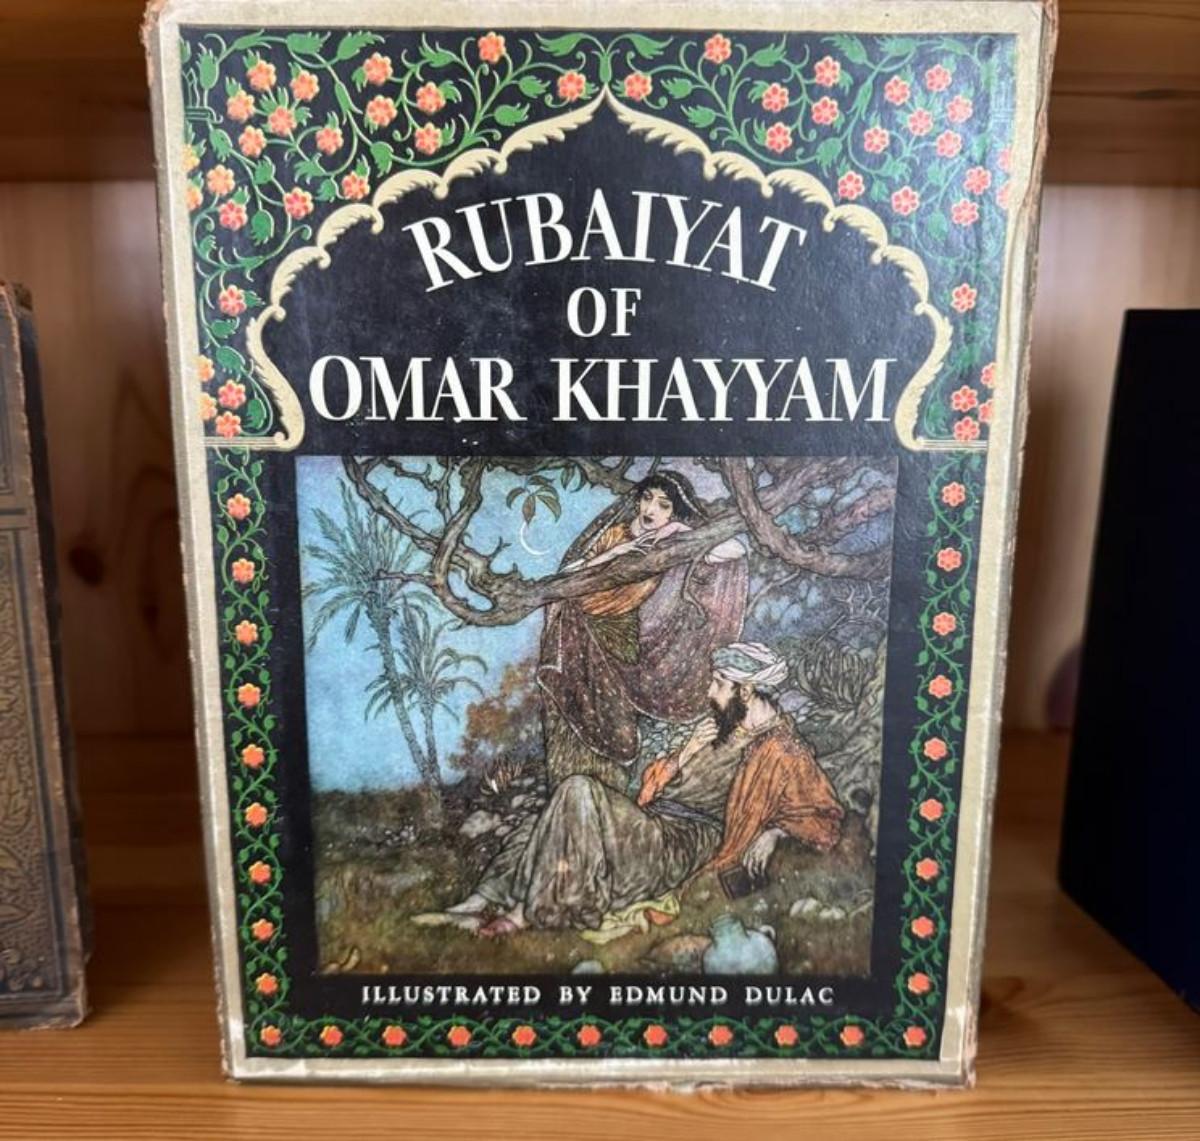 RUBAIYAT
OF
OMAR KHAYYAM
ILLUSTRATED BY EDMUND DULAC